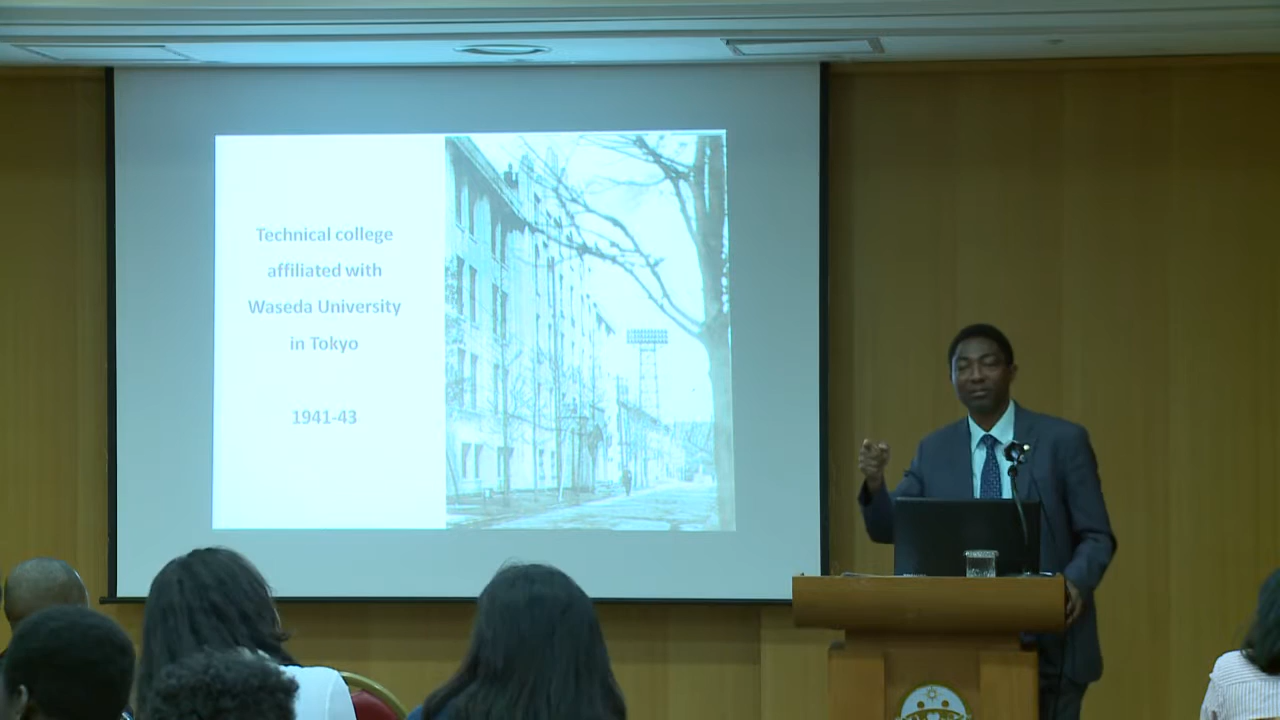 Technical college
affiliated with
Waseda University
in Tokyo
1941-43